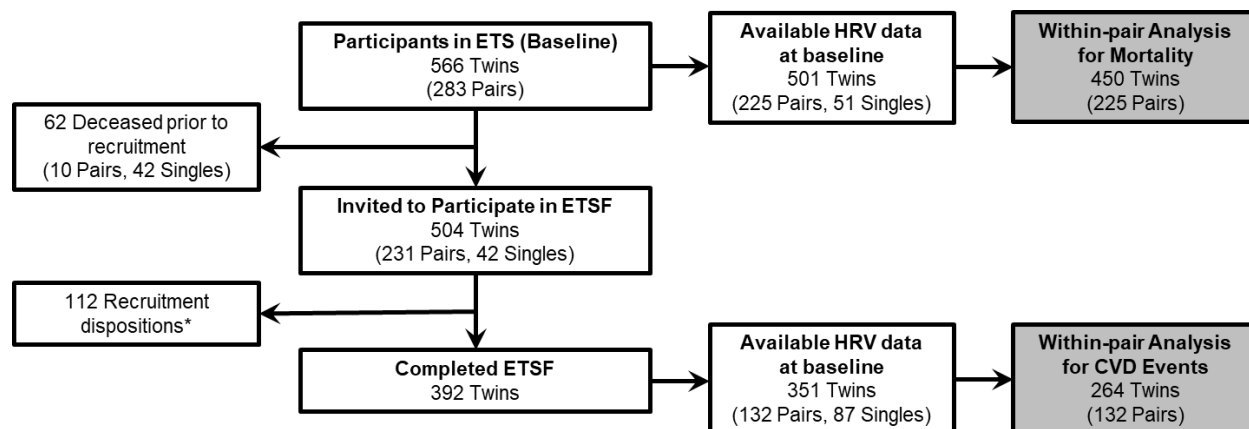 Participants in ETS (Baseline)
566 Twins
(283 Pairs)
Available HRV data
at baseline
501 Twins
(225 Pairs, 51 Singles)
Within-pair Analysis
for Mortality
450 Twins
(225 Pairs)
62 Deceased prior to
recruitment
(10 Pairs, 42 Singles)
Invited to Participate in ETSF
504 Twins
(231 Pairs, 42 Singles)
112 Recruitment
dispositions*
Completed ETSF
392 Twins
Available HRV data
at baseline
351 Twins
(132 Pairs, 87 Singles)
Within-pair Analysis
for CVD Events
264 Twins
(132 Pairs)